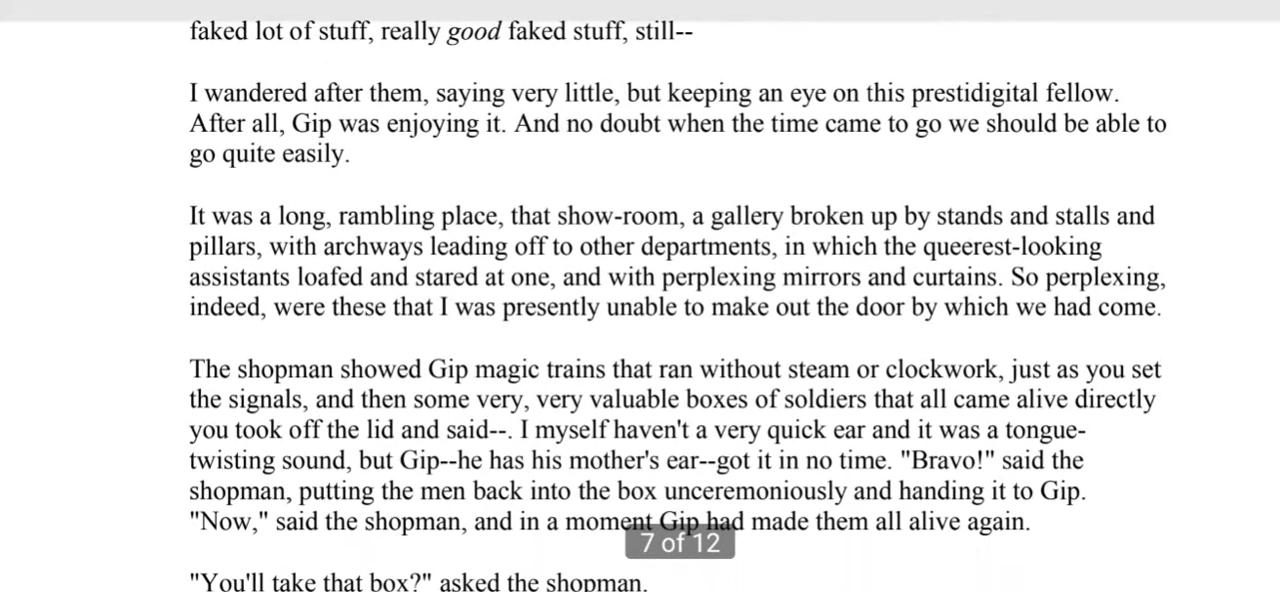 faked lot of stuff, really good faked stuff, still--
I wandered after them, saying very little, but keeping an eye on this prestidigital fellow.
After all, Gip was enjoying it. And no doubt when the time came to go we should be able to
go quite easily.
It was a long, rambling place, that show-room, a gallery broken up by stands and stalls and
pillars, with archways leading off to other departments, in which the queerest-looking
assistants loafed and stared at one, and with perplexing mirrors and curtains. So perplexing,
indeed, were these that I was presently unable to make out the door by which we had come.
The shopman showed Gip magic trains that ran without steam or clockwork, just as you set
the signals, and then some very, very valuable boxes of soldiers that all came alive directly
you took off the lid and said--. I myself haven't a very quick ear and it was a tongue-
twisting sound, but Gip--he has his mother's ear--got it in no time. "Bravo!" said the
shopman, putting the men back into the box unceremoniously and handing it to Gip.
"Now," said the shopman, and in a moment Gip had made them all alive again.
7 of 12
"You'll take that box?" asked the shopman.